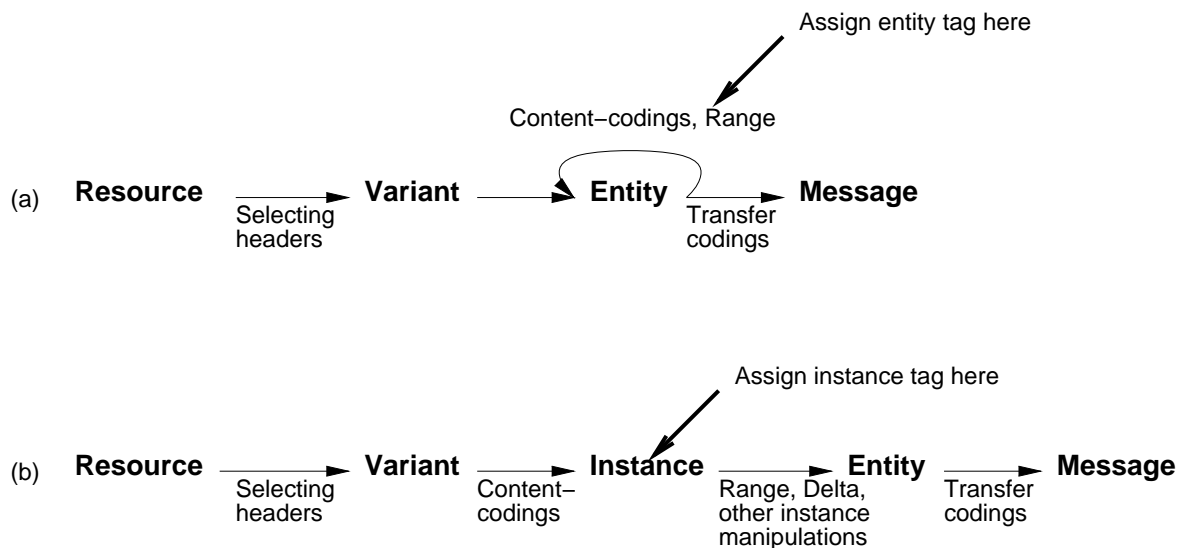 Assign entity tag here
Content−codings, Range
(a) Resource Variant Entity Message
Selecting Transfer
headers codings
Assign instance tag here
(b) Resource Variant Instance Entity Message
Selecting Content− Range, Delta, Transfer
headers codings other instance codings
manipulations